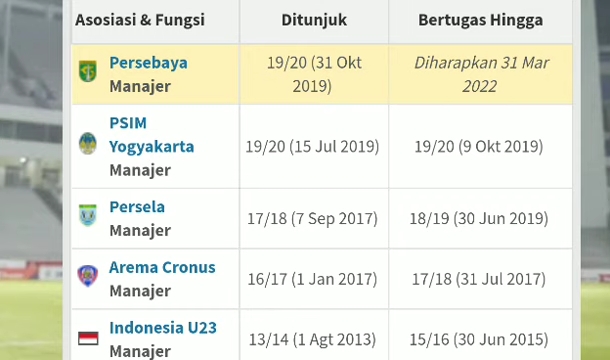 Asosiasi & Fungsi Ditunjuk Bertugas Hingga
Persebaya
Manajer
19/20 (31 Okt
2019)
Diharapkan 31 Mar
2022
PSIM
Yogyakarta
Manajer
19/20 (15 Jul 2019)
19/20 (9 Okt 2019)
Persela
Manajer
17/18 (7 Sep 2017)
18/19 (30 Jun 2019)
Arema Cronus
Manajer
16/17 (1 Jan 2017)
17/18 (31 Jul 2017)
Indonesia U23
Manajer
13/14 (1 Agt 2013)
15/16 (30 Jun 2015)